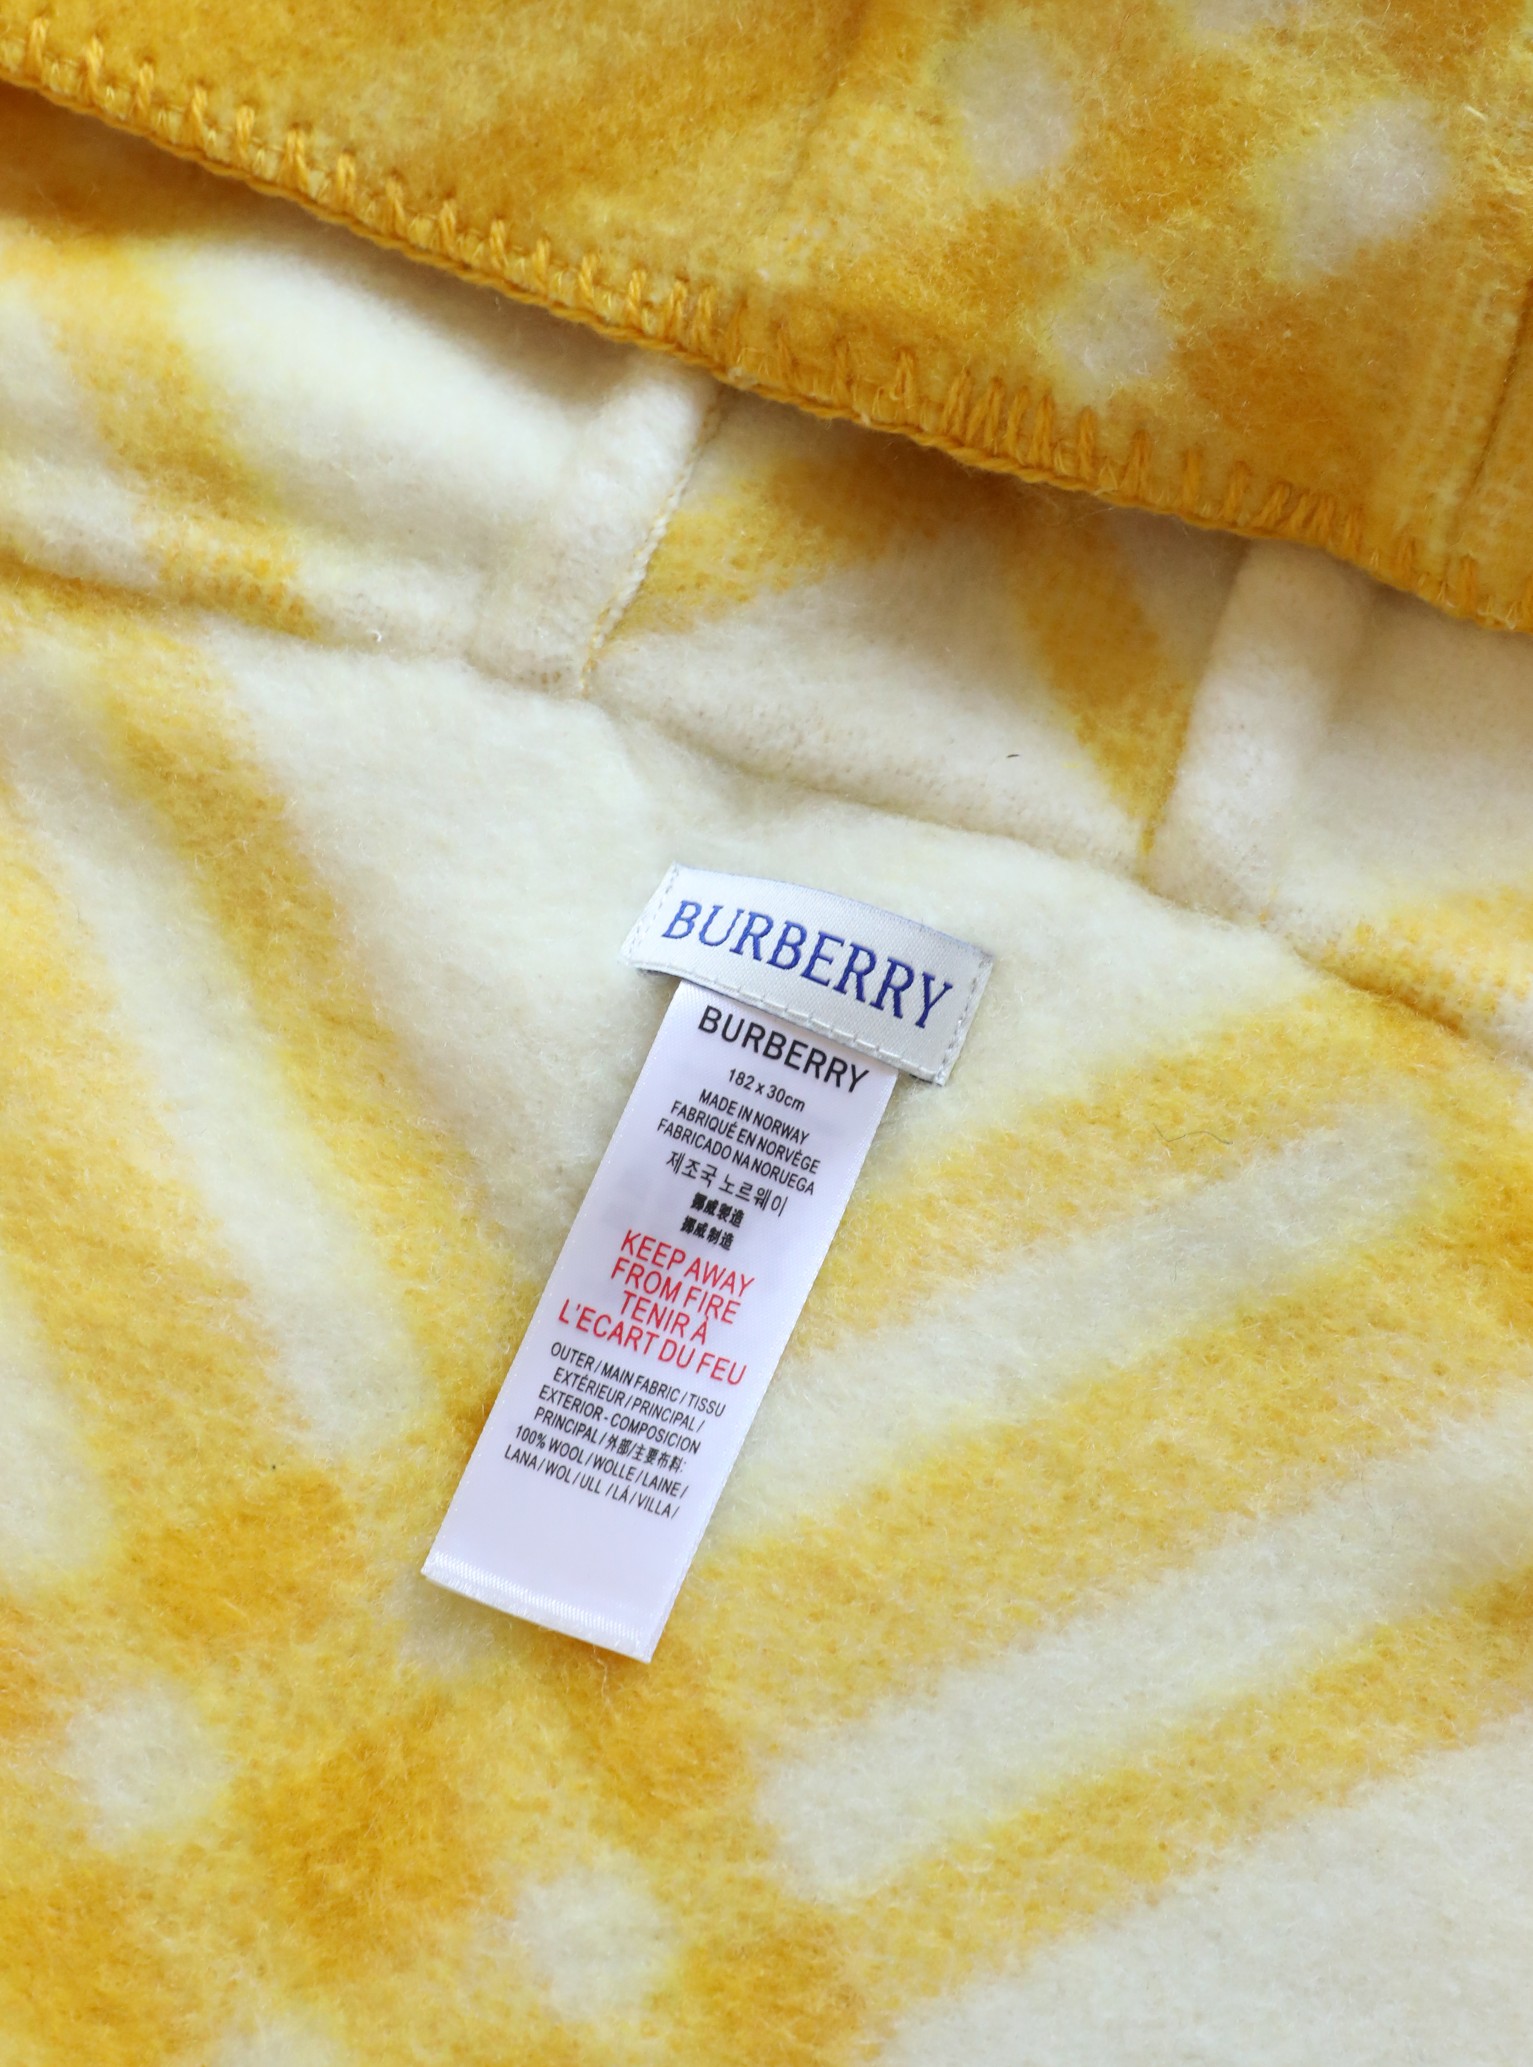 BURBERRY
BURBERRY
182 x 30cm
MADE IN NORWAY
FABRIQUÉ EN NORVÈGE
FABRICADO NA NORUEGA
제조국 노르웨이
挪威製造
挪威制造
KEEP AWAY
FROM FIRE
TENIR À
L'ECART DU FEU
OUTER / MAIN FABRIC / TISSU
EXTÉRIEUR / PRINCIPAL /
EXTERIOR - COMPOSICION
PRINCIPAL / 外部/主要布料:
100% WOOL / WOLLE / LAINE /
LANA / WOL / ULL / LÃ / VILLA /